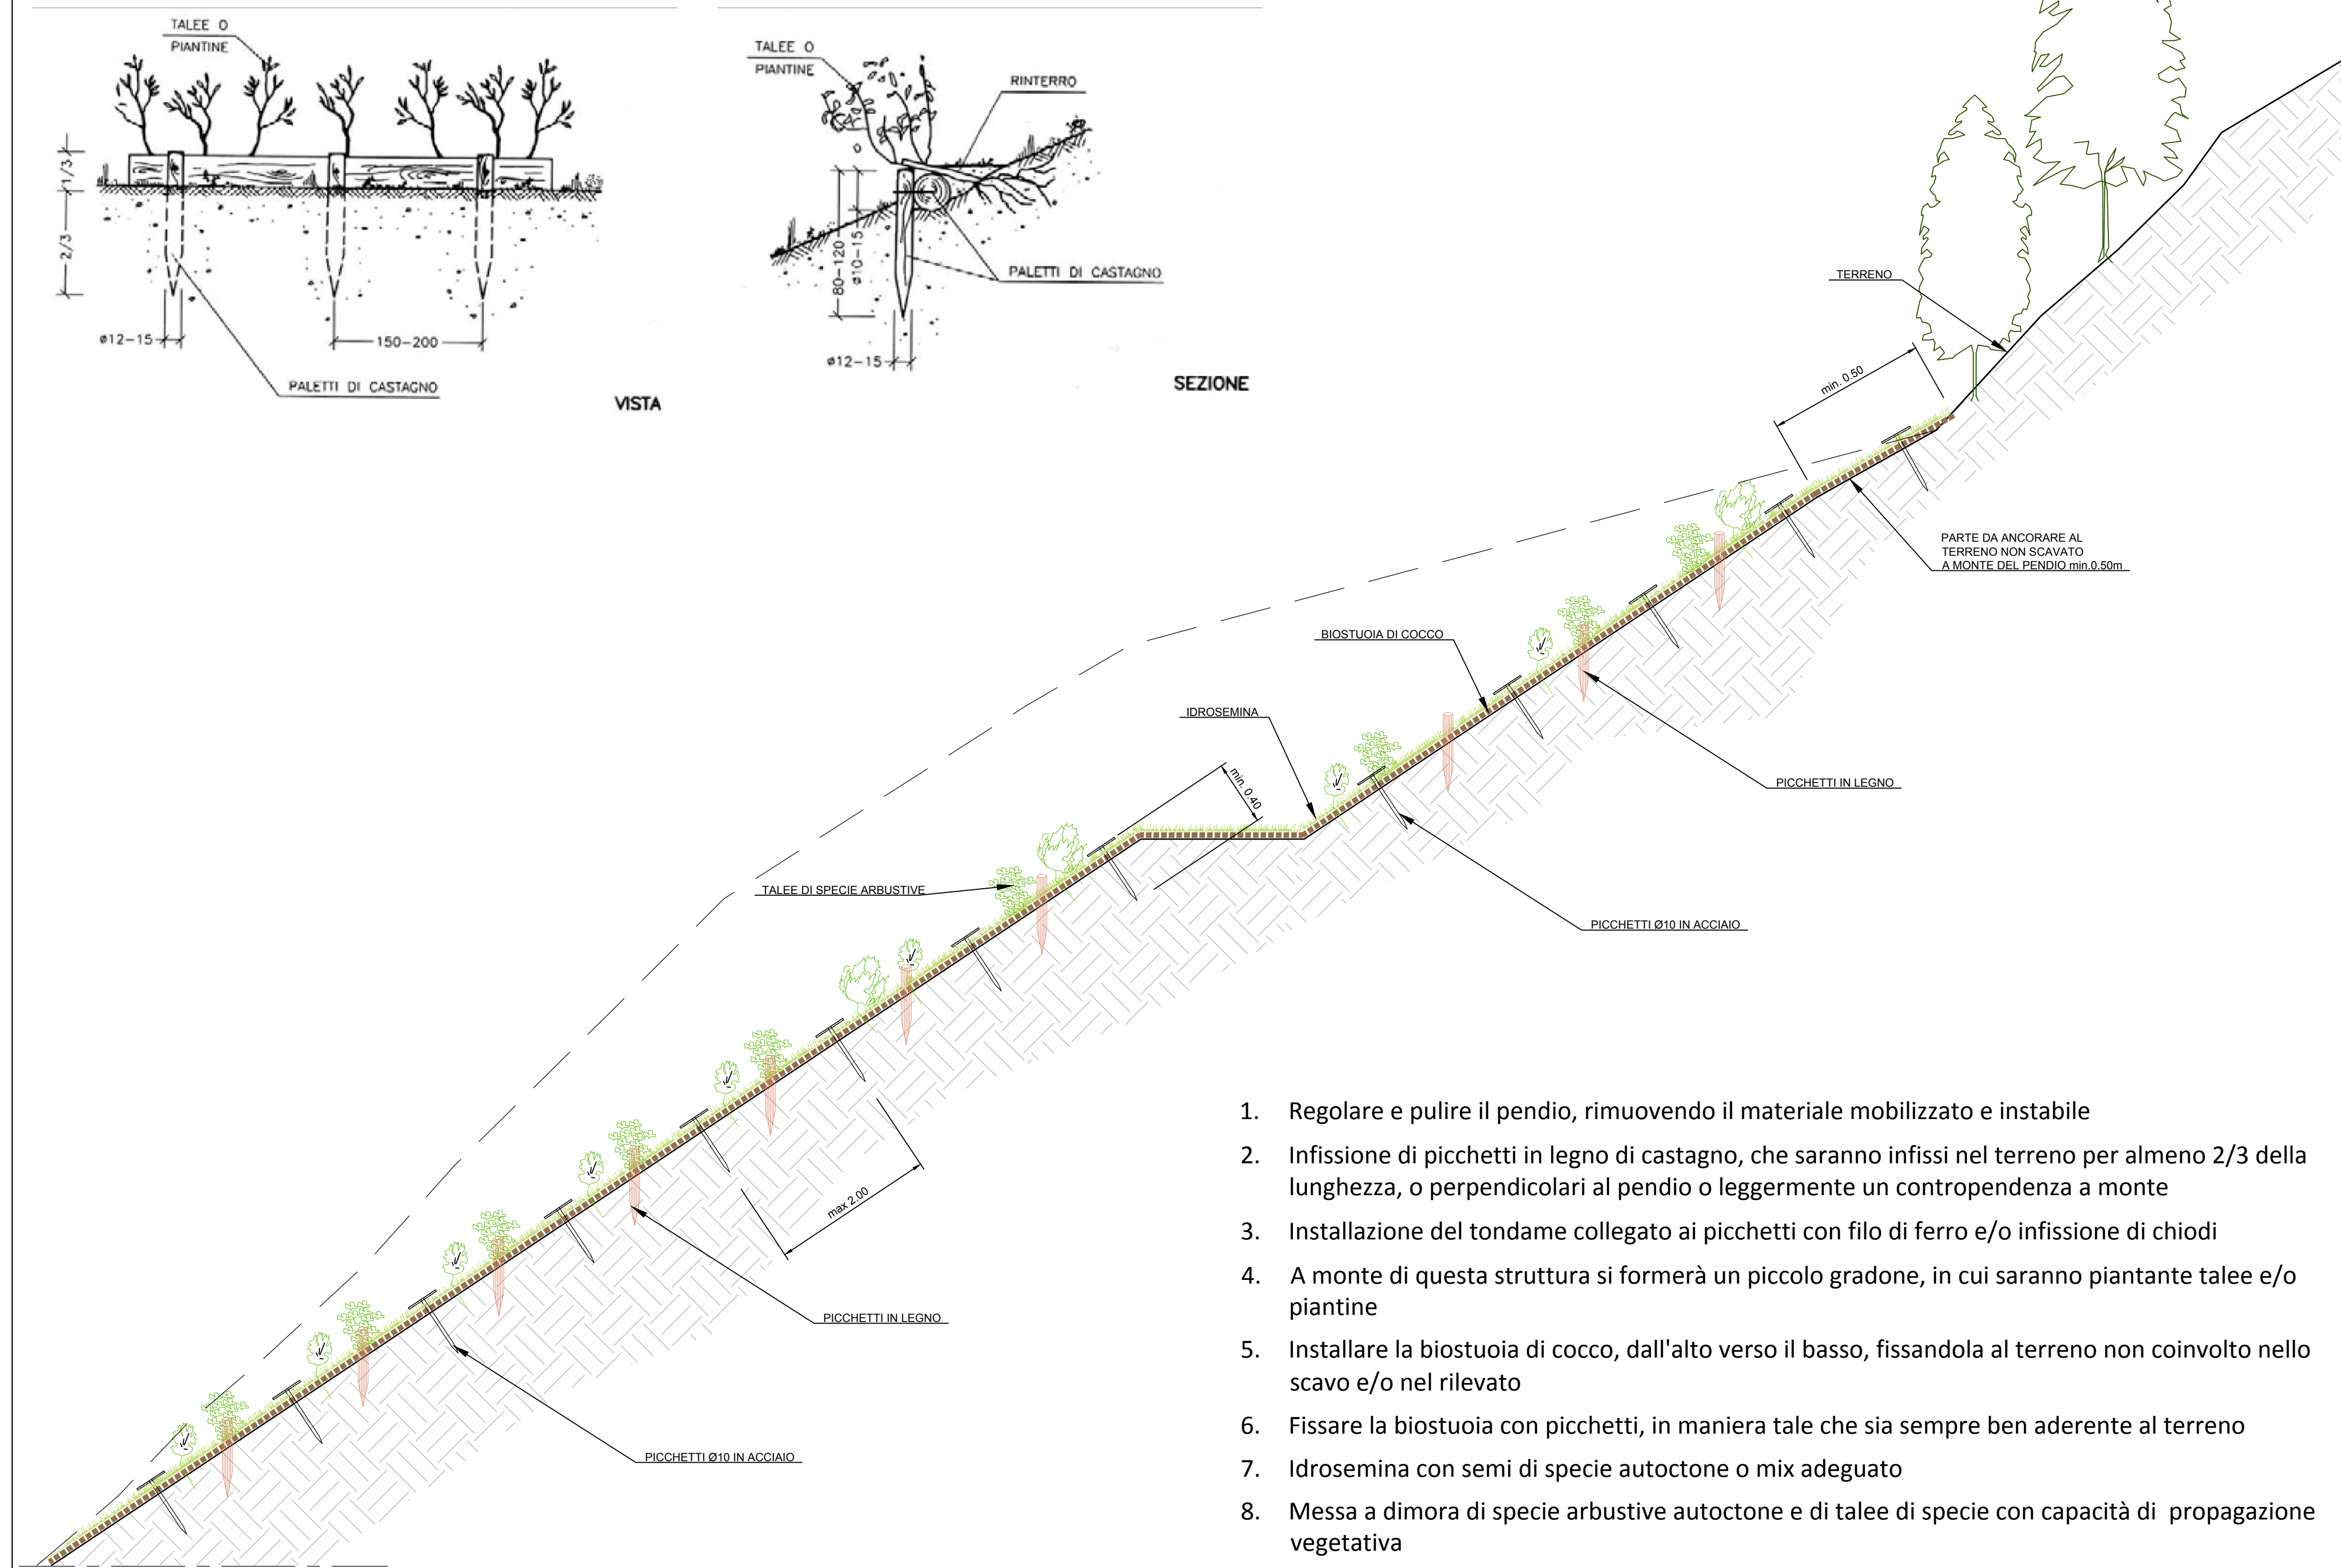 TALEE O
PIANTINE
1/3
2/3
ø12-15
150-200
PALETTI DI CASTAGNO
VISTA
TALEE O
PIANTINE
RINTERRO
80-120
ø10-15
PALETTI DI CASTAGNO
ø12-15
SEZIONE
TERRENO
min. 0.50
PARTE DA ANCORARE AL
TERRENO NON SCAVATO
A MONTE DEL PENDIO min.0.50m
BIOSTUOIA DI COCCO
IDROSEMINA
min. 0.40
PICCHETTI IN LEGNO
TALEE DI SPECIE ARBUSTIVE
PICCHETTI Ø10 IN ACCIAIO
max 2.00
PICCHETTI IN LEGNO
PICCHETTI Ø10 IN ACCIAIO
1. Regolare e pulire il pendio, rimuovendo il materiale mobilizzato e instabile
2. Infissione di picchetti in legno di castagno, che saranno infissi nel terreno per almeno 2/3 della
lunghezza, o perpendicolari al pendio o leggermente un contropendenza a monte
3. Installazione del tondame collegato ai picchetti con filo di ferro e/o infissione di chiodi
4. A monte di questa struttura si formerà un piccolo gradone, in cui saranno piantante talee e/o
piantine
5. Installare la biostuoia di cocco, dall'alto verso il basso, fissandola al terreno non coinvolto nello
scavo e/o nel rilevato
6. Fissare la biostuoia con picchetti, in maniera tale che sia sempre ben aderente al terreno
7. Idrosemina con semi di specie autoctone o mix adeguato
8. Messa a dimora di specie arbustive autoctone e di talee di specie con capacità di propagazione
vegetativa